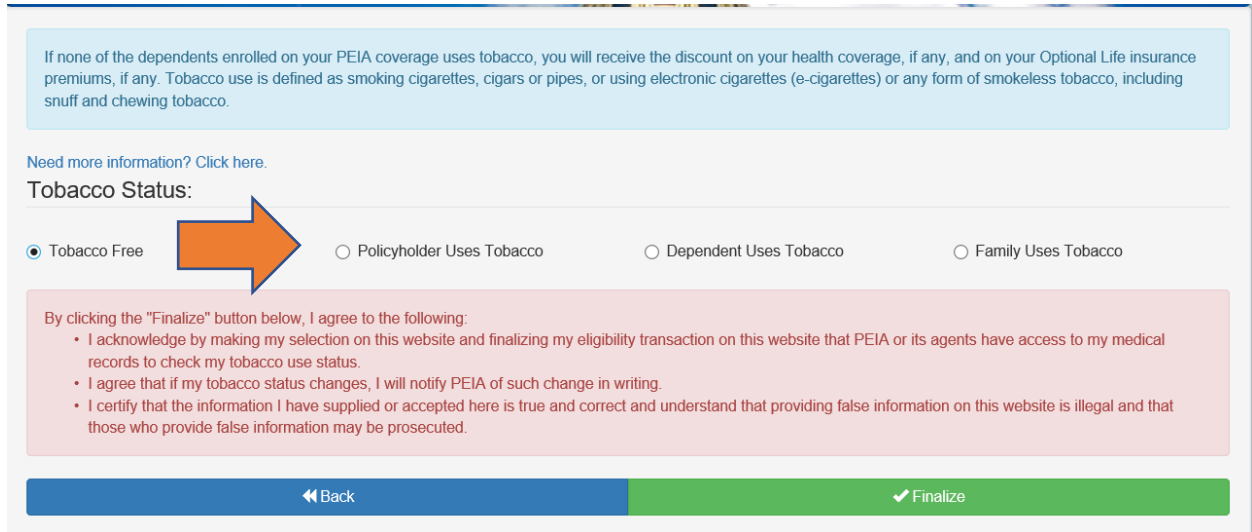 If none of the dependents enrolled on your PEIA coverage uses tobacco, you will receive the discount on your health coverage, if any, and on your Optional Life insurance
premiums, if any. Tobacco use is defined as smoking cigarettes, cigars or pipes, or using electronic cigarettes (e-cigarettes) or any form of smokeless tobacco, including
snuff and chewing tobacco.
Need more information? Click here.
Tobacco Status:
Tobacco Free Policyholder Uses Tobacco Dependent Uses Tobacco Family Uses Tobacco
By clicking the "Finalize" button below, I agree to the following:
• I acknowledge by making my selection on this website and finalizing my eligibility transaction on this website that PEIA or its agents have access to my medical
records to check my tobacco use status.
• I agree that if my tobacco status changes, I will notify PEIA of such change in writing.
• I certify that the information I have supplied or accepted here is true and correct and understand that providing false information on this website is illegal and that
those who provide false information may be prosecuted.
Back Finalize